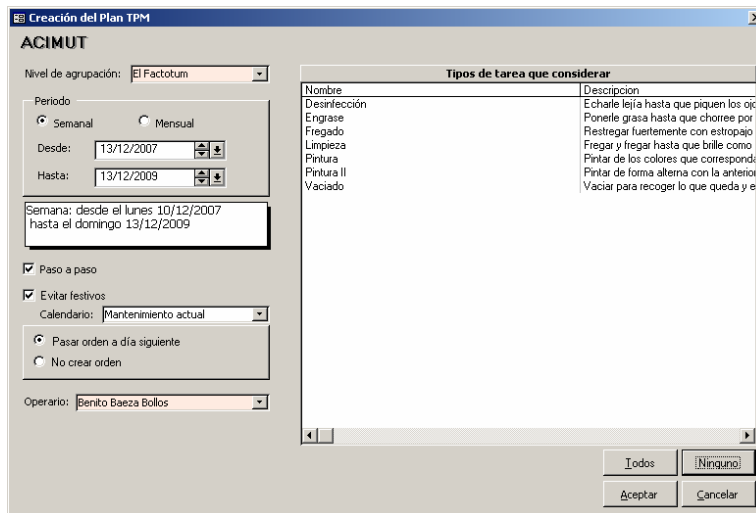 Creación del Plan TPM
ACIMUT
Nivel de agrupación: El Factotum
Periodo
Semanal Mensual
Desde: 13/12/2007
Hasta: 13/12/2009
Semana: desde el lunes 10/12/2007
hasta el domingo 13/12/2009
Paso a paso
Evitar festivos
Calendario: Mantenimiento actual
Pasar orden a día siguiente
No crear orden
Operario: Benito Baeza Bollos
Tipos de tarea que considerar
Nombre Descripcion
Desinfección Echarle lejía hasta que piquen los
Engrase Ponerle grasa hasta que chorree por
Fregado Restregar fuertemente con estropajo
Limpieza Fregar y fregar hasta que brille como
Pintura Pintar de los colores que
Pintura II Pintar de forma alterna con la
Vaciado Vaciar para recoger lo que queda y
Todos Ninguno
Aceptar Cancelar